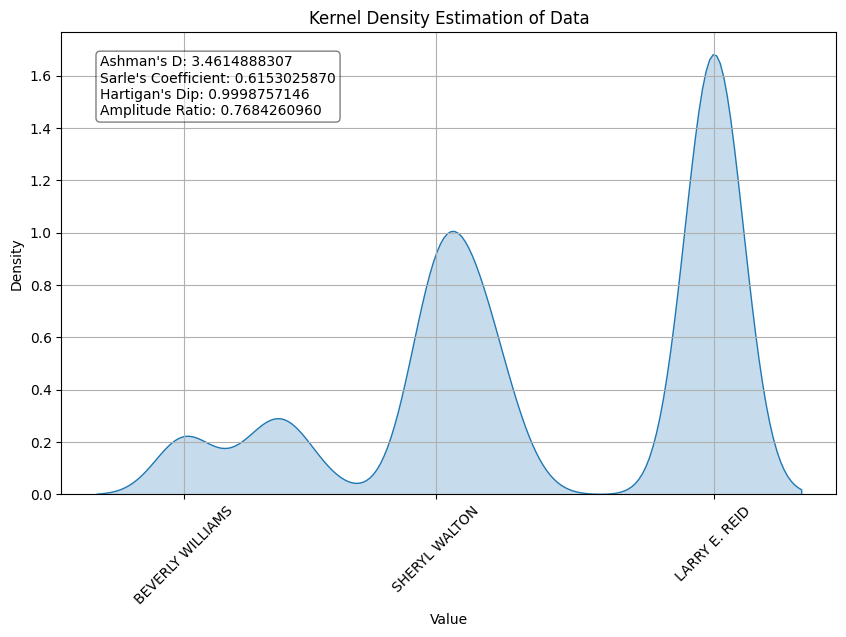 Kernel Density Estimation of Data
Ashman's D: 3.4614888307
Sarle's Coefficient: 0.6153025870
Hartigan's Dip: 0.9998757146
Amplitude Ratio: 0.7684260960
Density
1.6
1.4
1.2
1.0
0.8
0.6
0.4
0.2
0.0
BEVERLY WILLIAMS
SHERYL WALTON
LARRY E. REID
Value